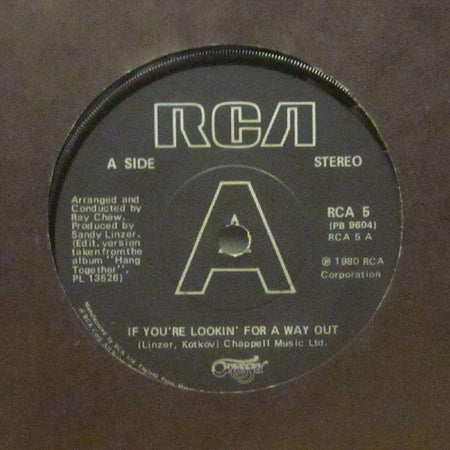 RCA
A SIDE
STEREO
Arranged and
Conducted by
Ray Chew.
Produced by
Sandy Linzer.
(Edit. version
taken from the
album "Hang
Together",
PL 13526)
A
A
RCA 5
(PB 9604)
RCA 5 A
℗ 1980 RCA
Corporation
IF YOU'RE LOOKIN' FOR A WAY OUT
(Linzer, Kotkov) Chappell Music Ltd.
Odyssey